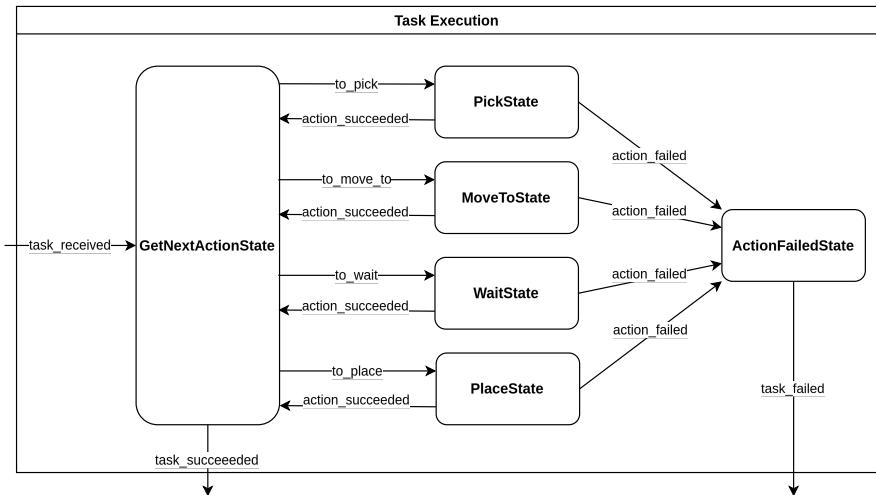 Task Execution
to_pick
PickState
action_succeeded
action_failed
to_move_to
MoveToState
action_succeeded
action_failed
task_received
GetNextActionState
ActionFailedState
to_wait
action_failed
WaitState
action_succeeded
action_failed
to_place
PlaceState
task_failed
action_succeeded
task_succeeeded